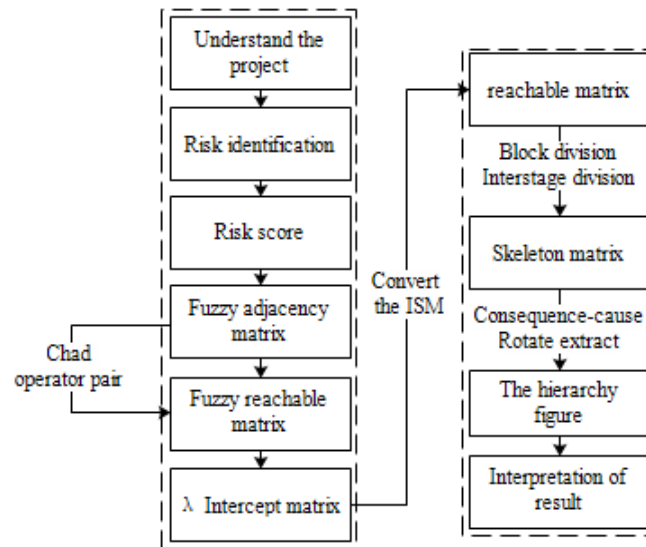 Understand the
project
Risk identification
Risk score
Fuzzy adjacency
matrix
Chad
operator pair
Fuzzy reachable
matrix
λ Intercept matrix
Convert
the ISM
reachable matrix
Block division
Interstage division
Skeleton matrix
Consequence-cause
Rotate extract
The hierarchy
figure
Interpretation of
result